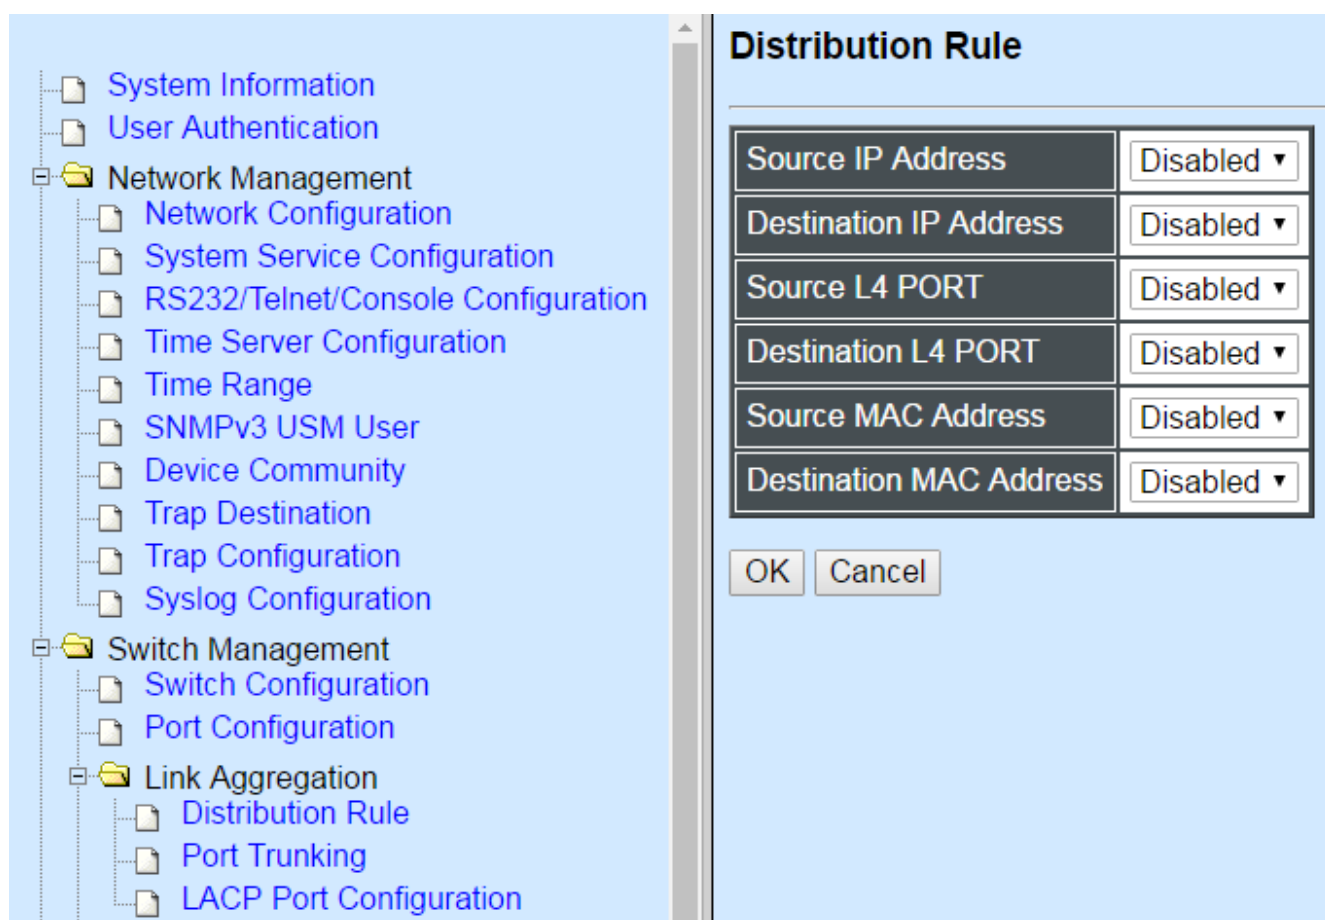 System Information
User Authentication
Network Management
Network Configuration
System Service Configuration
RS232/Telnet/Console Configuration
Time Server Configuration
Time Range
SNMPv3 USM User
Device Community
Trap Destination
Trap Configuration
Syslog Configuration
Switch Management
Switch Configuration
Port Configuration
Link Aggregation
Distribution Rule
Port Trunking
LACP Port Configuration
Distribution Rule
Source IP Address Disabled
Destination IP Address Disabled
Source L4 PORT Disabled
Destination L4 PORT Disabled
Source MAC Address Disabled
Destination MAC Address Disabled
OK Cancel